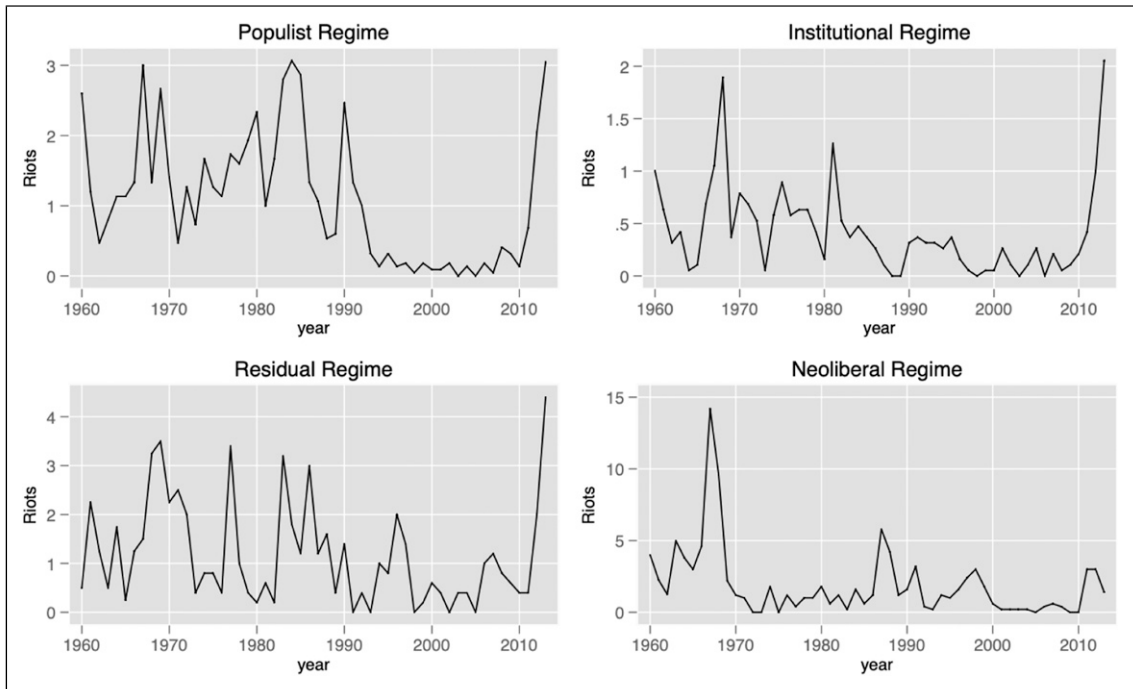 Populist Regime
Riots
3
2
1
0
1960 1970 1980 1990 2000 2010
year
Institutional Regime
Riots
2
1.5
1
.5
0
1960 1970 1980 1990 2000 2010
year
Residual Regime
Riots
4
3
2
1
0
1960 1970 1980 1990 2000 2010
year
Neoliberal Regime
Riots
15
10
5
0
1960 1970 1980 1990 2000 2010
year